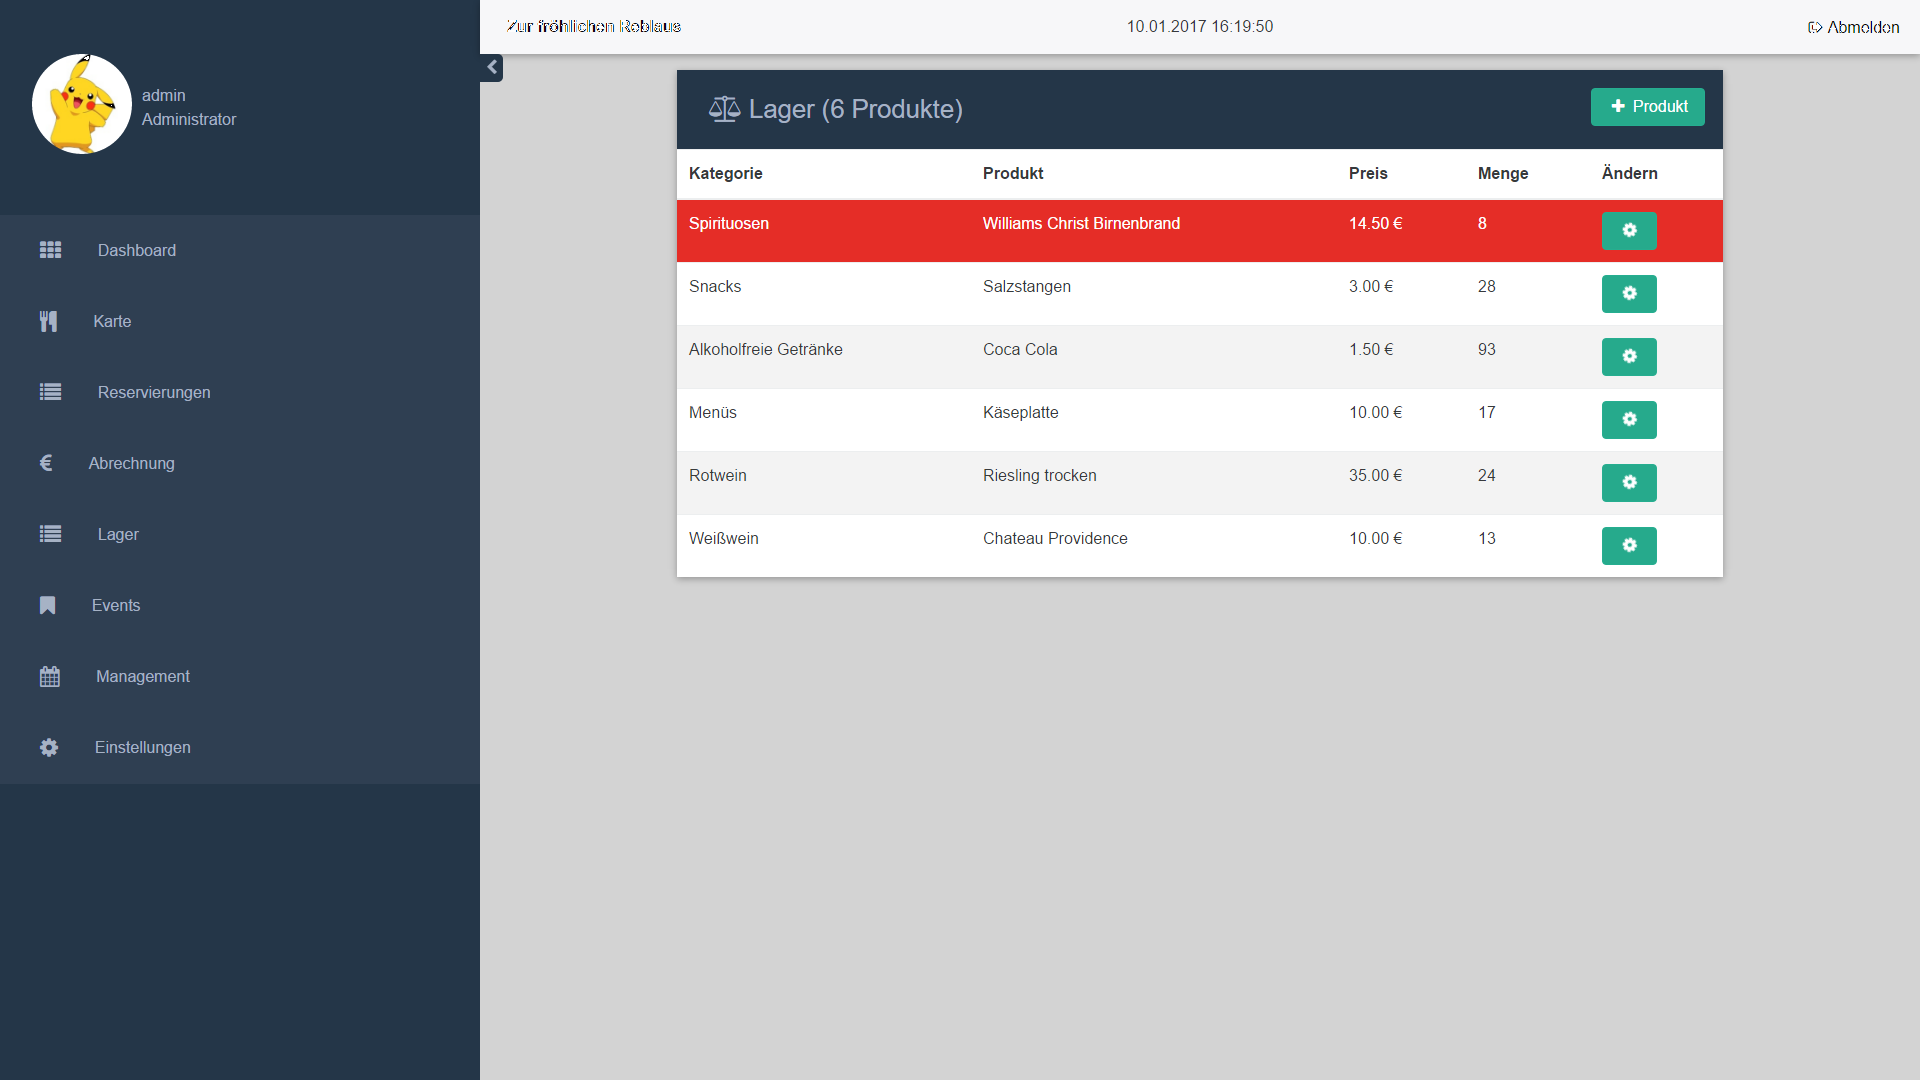 Zur fröhlichen Reblaus
10.01.2017 16:19:50
Abmelden
admin
Administrator
Dashboard
Karte
Reservierungen
Abrechnung
Lager
Events
Management
Einstellungen
Lager (6 Produkte)
Produkt
Kategorie Produkt Preis Menge Ändern
Spirituosen Williams Christ Birnenbrand 14.50 € 8
Snacks Salzstangen 3.00 € 28
Alkoholfreie Getränke Coca Cola 1.50 € 93
Menüs Käseplatte 10.00 € 17
Rotwein Riesling trocken 35.00 € 24
Weißwein Chateau Providence 10.00 € 13